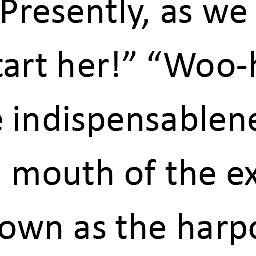 Presently, as we
tart her!” “Woo-h
indispensablene
mouth of the ex
own as the harpo